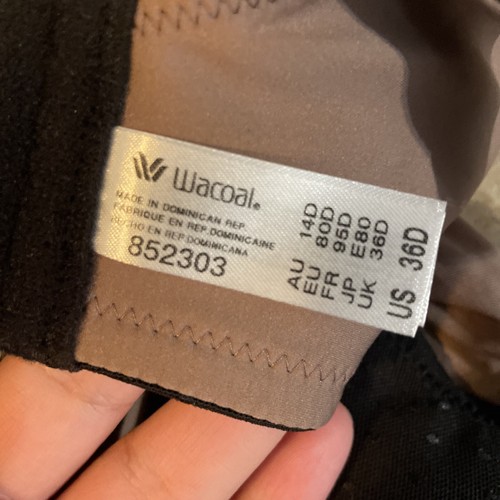 Wacoal®
MADE IN DOMINICAN REP.
FABRIQUE EN REP. DOMINICAINE
HECHO EN REP. DOMINICANA
852303
AU 14D
EU 80D
FR 95D
JP E80
UK 36D
US 36D